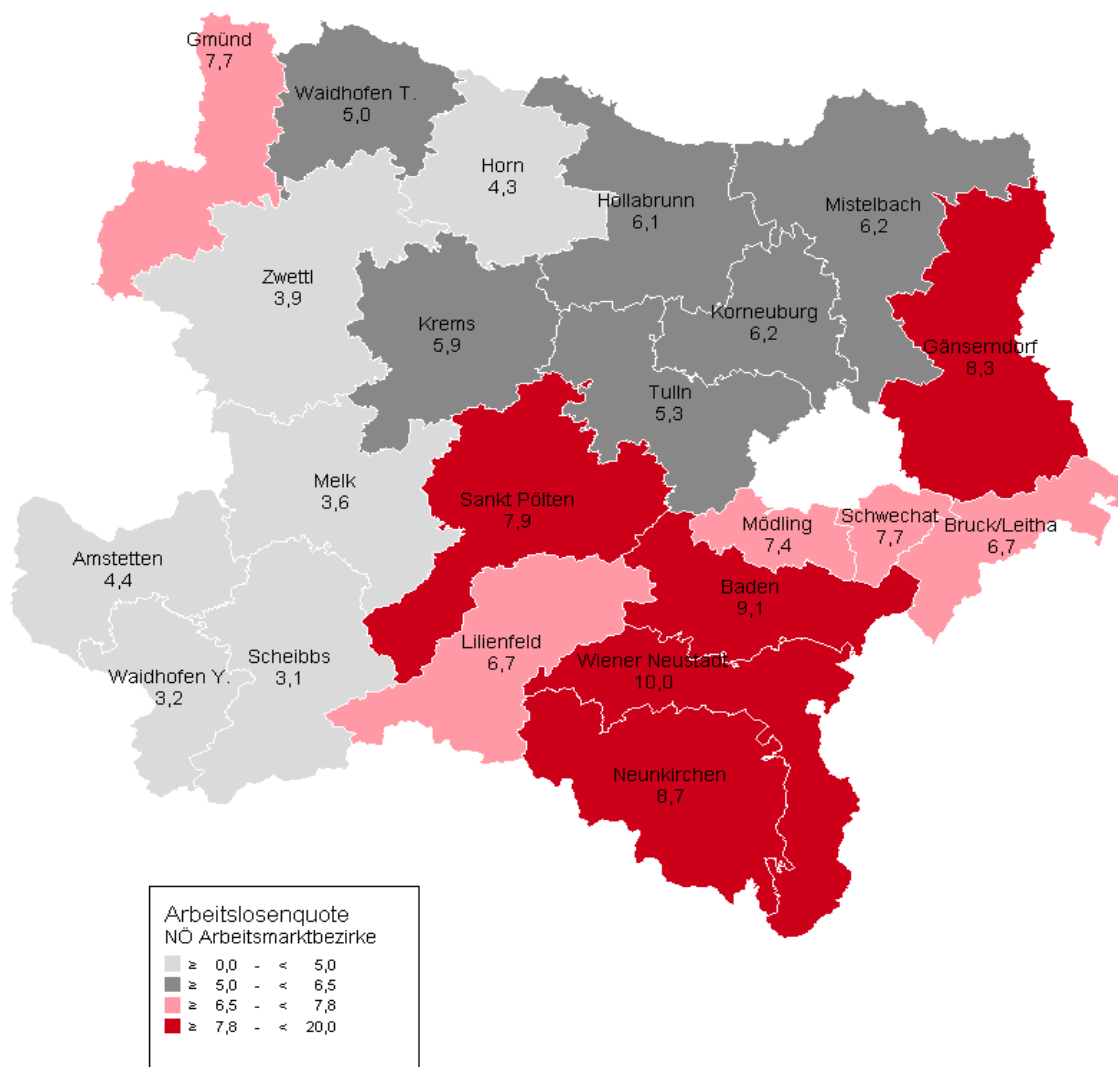 Gmünd
7,7
Waidhofen T.
5,0
Horn
4,3
Hollabrunn
6,1
Mistelbach
6,2
Zwettl
3,9
Krems
5,9
Korneuburg
6,2
Gänserndorf
8,3
Tulln
5,3
Melk
3,6
Sankt Pölten
7,9
Mödling
7,4
Schwechat
7,7
Bruck/Leitha
6,7
Amstetten
4,4
Baden
9,1
Lilienfeld
6,7
Scheibbs
3,1
Waidhofen Y.
3,2
Wiener Neustadt
10,0
Neunkirchen
8,7
Arbeitslosenquote
NÖ Arbeitsmarktbezirke
≥ 0,0 - < 5,0
≥ 5,0 - < 6,5
≥ 6,5 - < 7,8
≥ 7,8 - < 20,0